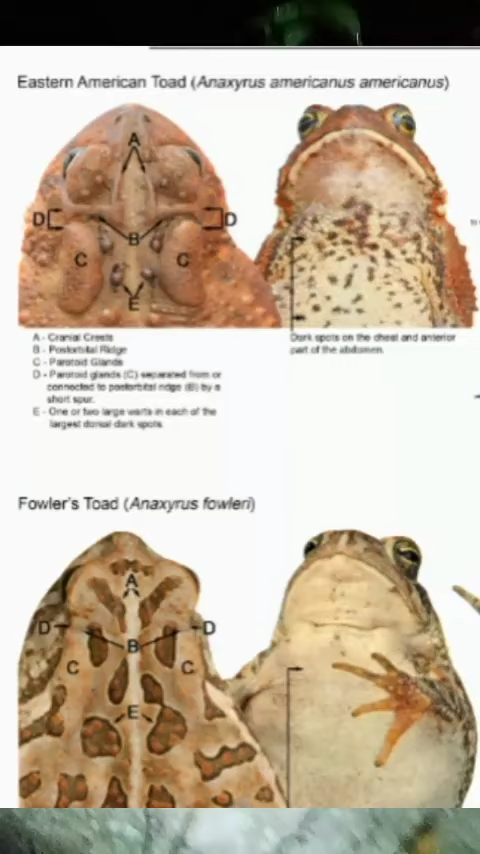 Eastern American Toad (Anaxyrus americanus americanus)
A
D
D
B
C
C
E
A - Cranial Crests
B - Postorbital Ridge
C - Parotoid Glands
D - Parotoid glands (C) separated from or
connected to postorbital ridge (B) by a
short spur.
E - One or two large warts in each of the
largest dorsal dark spots.
Dark spots on the chest and anterior
part of the abdomen.
Fowler's Toad (Anaxyrus fowleri)
A
D
D
B
C
C
E